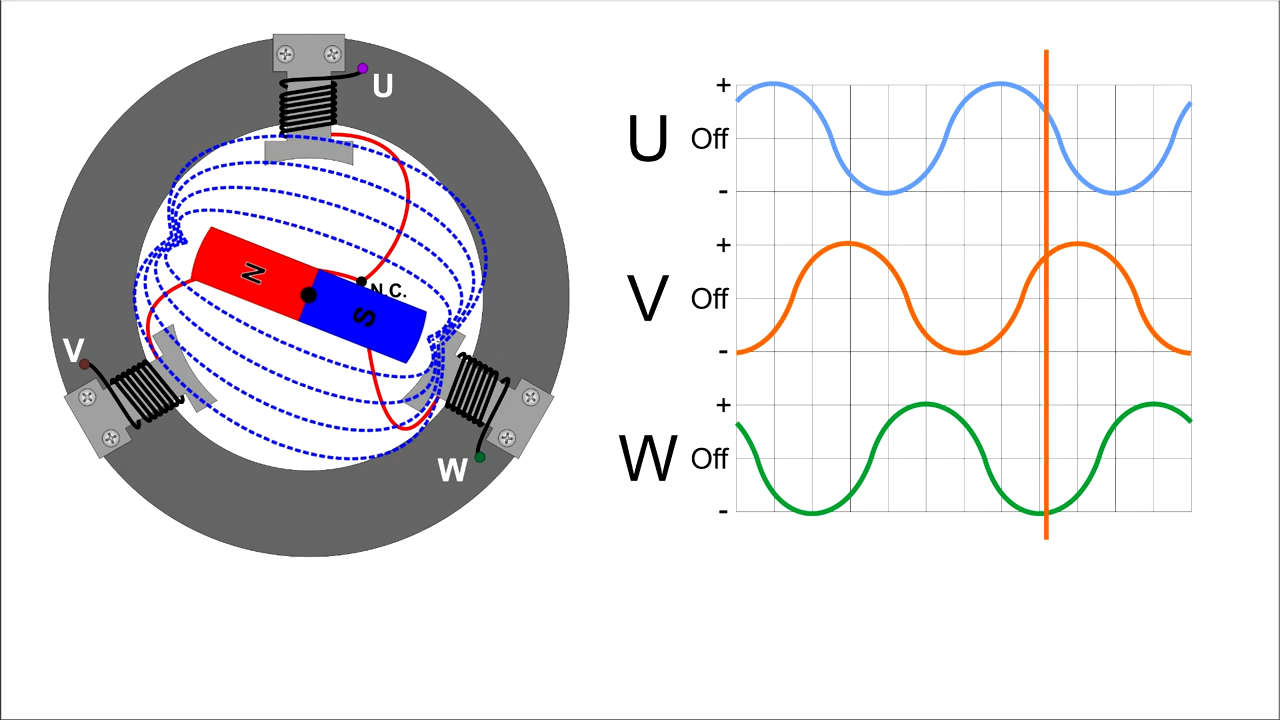 U
N
N.C.
S
V
W
+
U Off
-
+
V Off
-
+
W Off
-